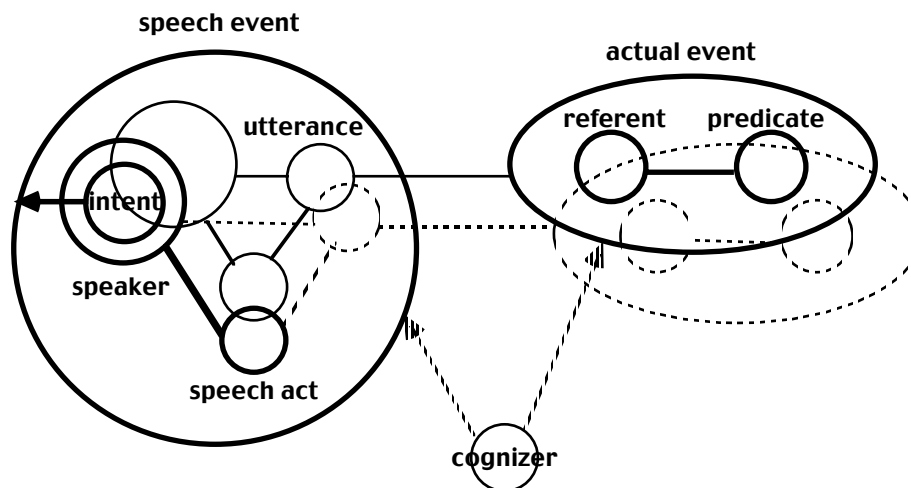 speech event
actual event
utterance
referent
predicate
intent
speaker
speech act
cognizer